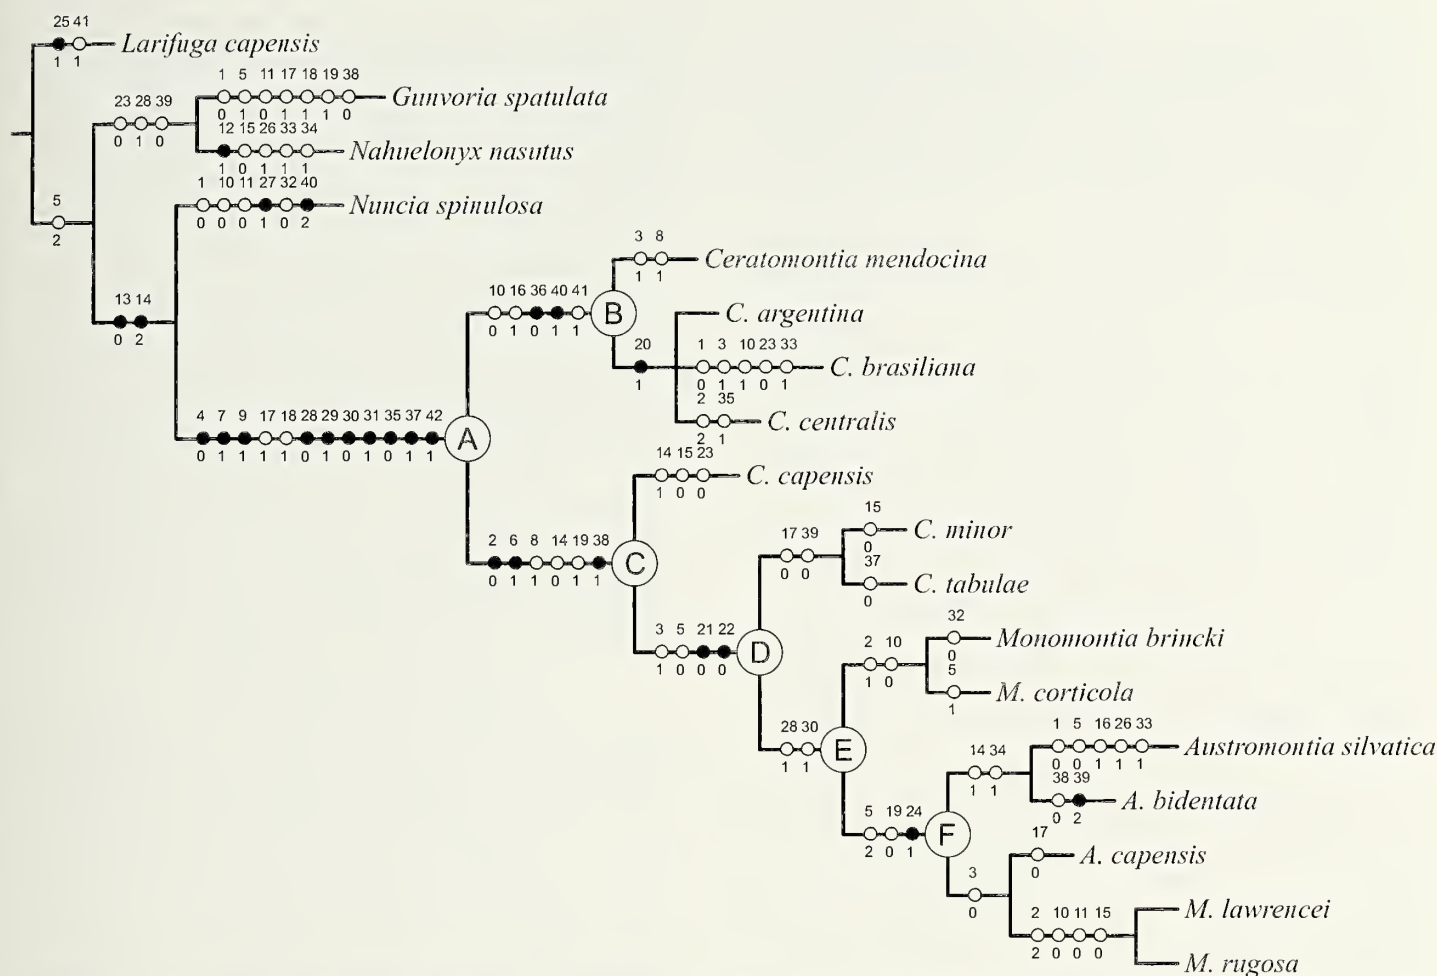 25 41
Larifuga capensis
1 1
1 5 11 17 18 19 38
Gunvoria spatulata
0 1 0 1 1 1 0
23 28 39
0 1 0
12 15 26 33 34
Nahuelonyx nasutus
1 0 1 1 1
1 10 11 27 32 40
Nuncia spinulosa
0 0 0 1 0 2
5
2
13 14
0 2
3 8
Ceratomontia mendocina
1 1
10 16 36 40 41
B
0 1 0 1 1
C. argentina
20
1
1 3 10 23 33
C. brasiliana
0 1 1 0 1
2 35
C. centralis
2 1
4 7 9 17 18 28 29 30 31 35 37 42
A
0 1 1 1 1 0 1 0 1 0 1 1
14 15 23
C. capensis
1 0 0
2 6 8 14 19 38
C
0 1 1 0 1 1
15
C. minor
0
17 39
0 0
37
C. tabulae
0
3 5 21 22
D
1 0 0 0
32
Monomontia brincki
0
2 10
1 0
5
M. corticola
1
28 30
E
1 1
1 5 16 26 33
Austromontia silvatica
0 0 1 1 1
14 34
1 1
38 39
A. bidentata
0 2
5 19 24
F
2 0 1
17
A. capensis
0
3
0
M. lawrencei
2 10 11 15
2 0 0 0
M. rugosa